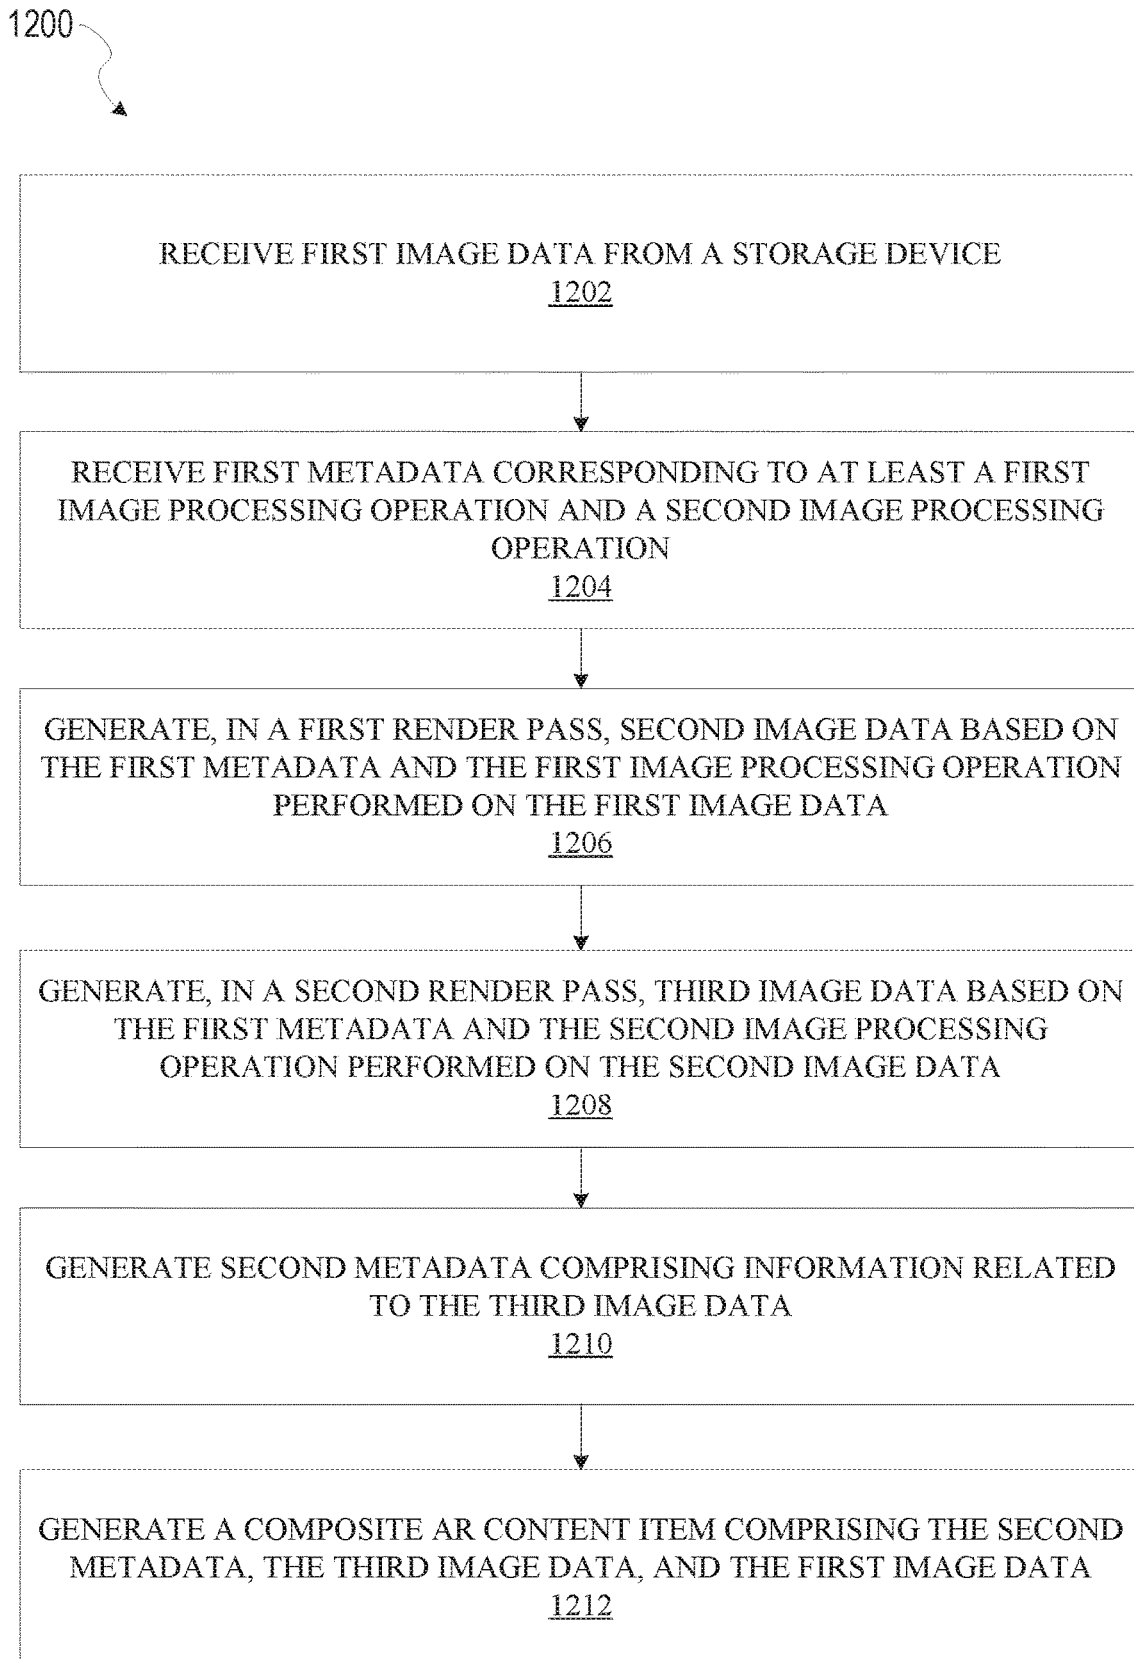 1200
RECEIVE FIRST IMAGE DATA FROM A STORAGE DEVICE
1202
RECEIVE FIRST METADATA CORRESPONDING TO AT LEAST A FIRST
IMAGE PROCESSING OPERATION AND A SECOND IMAGE PROCESSING
OPERATION
1204
GENERATE, IN A FIRST RENDER PASS, SECOND IMAGE DATA BASED ON
THE FIRST METADATA AND THE FIRST IMAGE PROCESSING OPERATION
PERFORMED ON THE FIRST IMAGE DATA
1206
GENERATE, IN A SECOND RENDER PASS, THIRD IMAGE DATA BASED ON
THE FIRST METADATA AND THE SECOND IMAGE PROCESSING
OPERATION PERFORMED ON THE SECOND IMAGE DATA
1208
GENERATE SECOND METADATA COMPRISING INFORMATION RELATED
TO THE THIRD IMAGE DATA
1210
GENERATE A COMPOSITE AR CONTENT ITEM COMPRISING THE SECOND
METADATA, THE THIRD IMAGE DATA, AND THE FIRST IMAGE DATA
1212